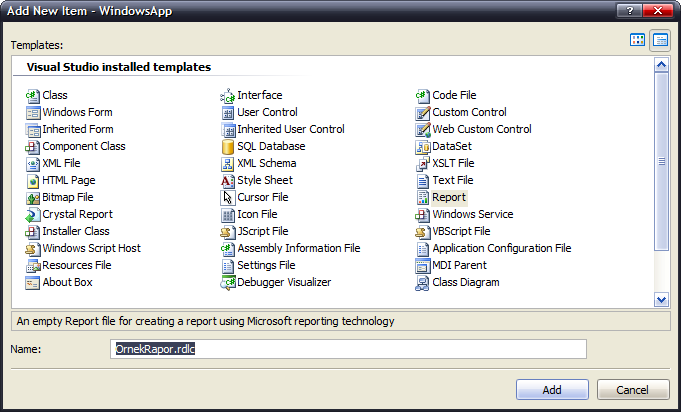 Add New Item - WindowsApp
Templates:
Visual Studio installed templates
Class Interface Code File
Windows Form User Control Custom Control
Inherited Form Inherited User Control Web Custom Control
Component Class SQL Database DataSet
XML File XML Schema XSLT File
HTML Page Style Sheet Text File
Bitmap File Cursor File Report
Crystal Report Icon File Windows Service
Installer Class JScript File VBScript File
Windows Script Host Assembly Information File Application Configuration File
Resources File Settings File MDI Parent
About Box Debugger Visualizer Class Diagram
An empty Report file for creating a report using Microsoft reporting technology
Name: OrnekRapor.rdlc
Add Cancel